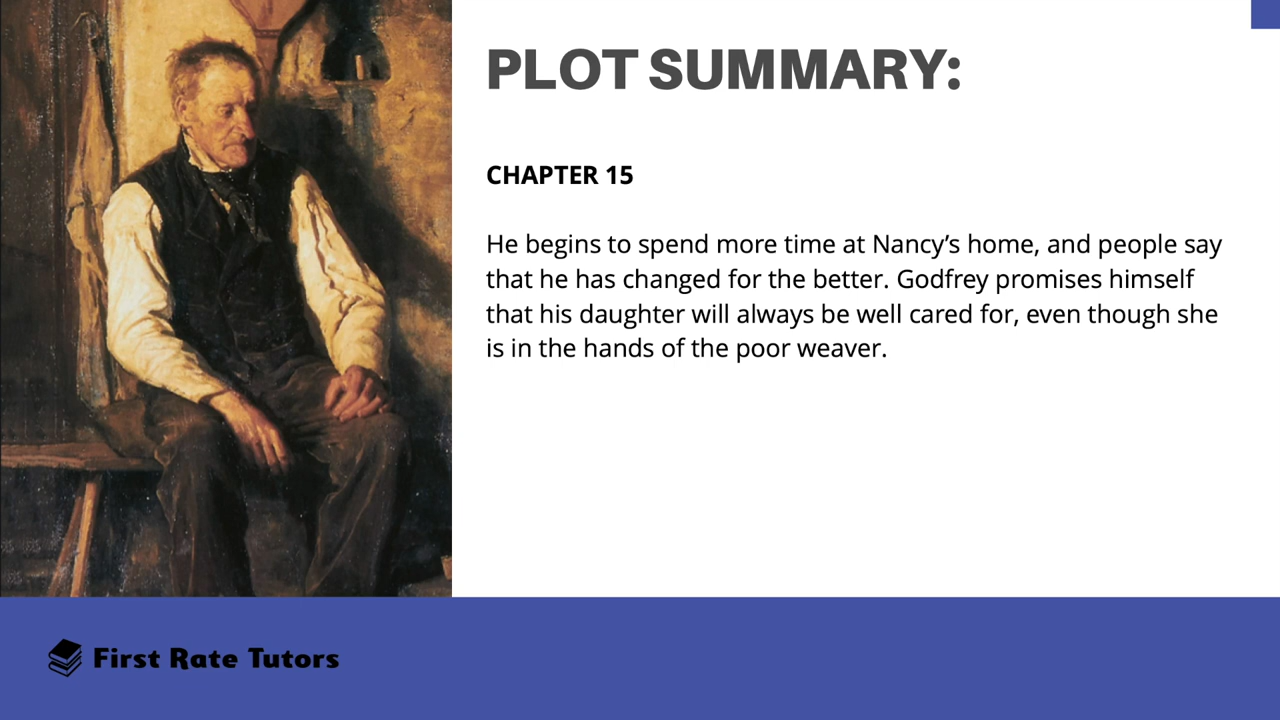 PLOT SUMMARY:
CHAPTER 15
He begins to spend more time at Nancy’s home, and people say
that he has changed for the better. Godfrey promises himself
that his daughter will always be well cared for, even though she
is in the hands of the poor weaver.
First Rate Tutors